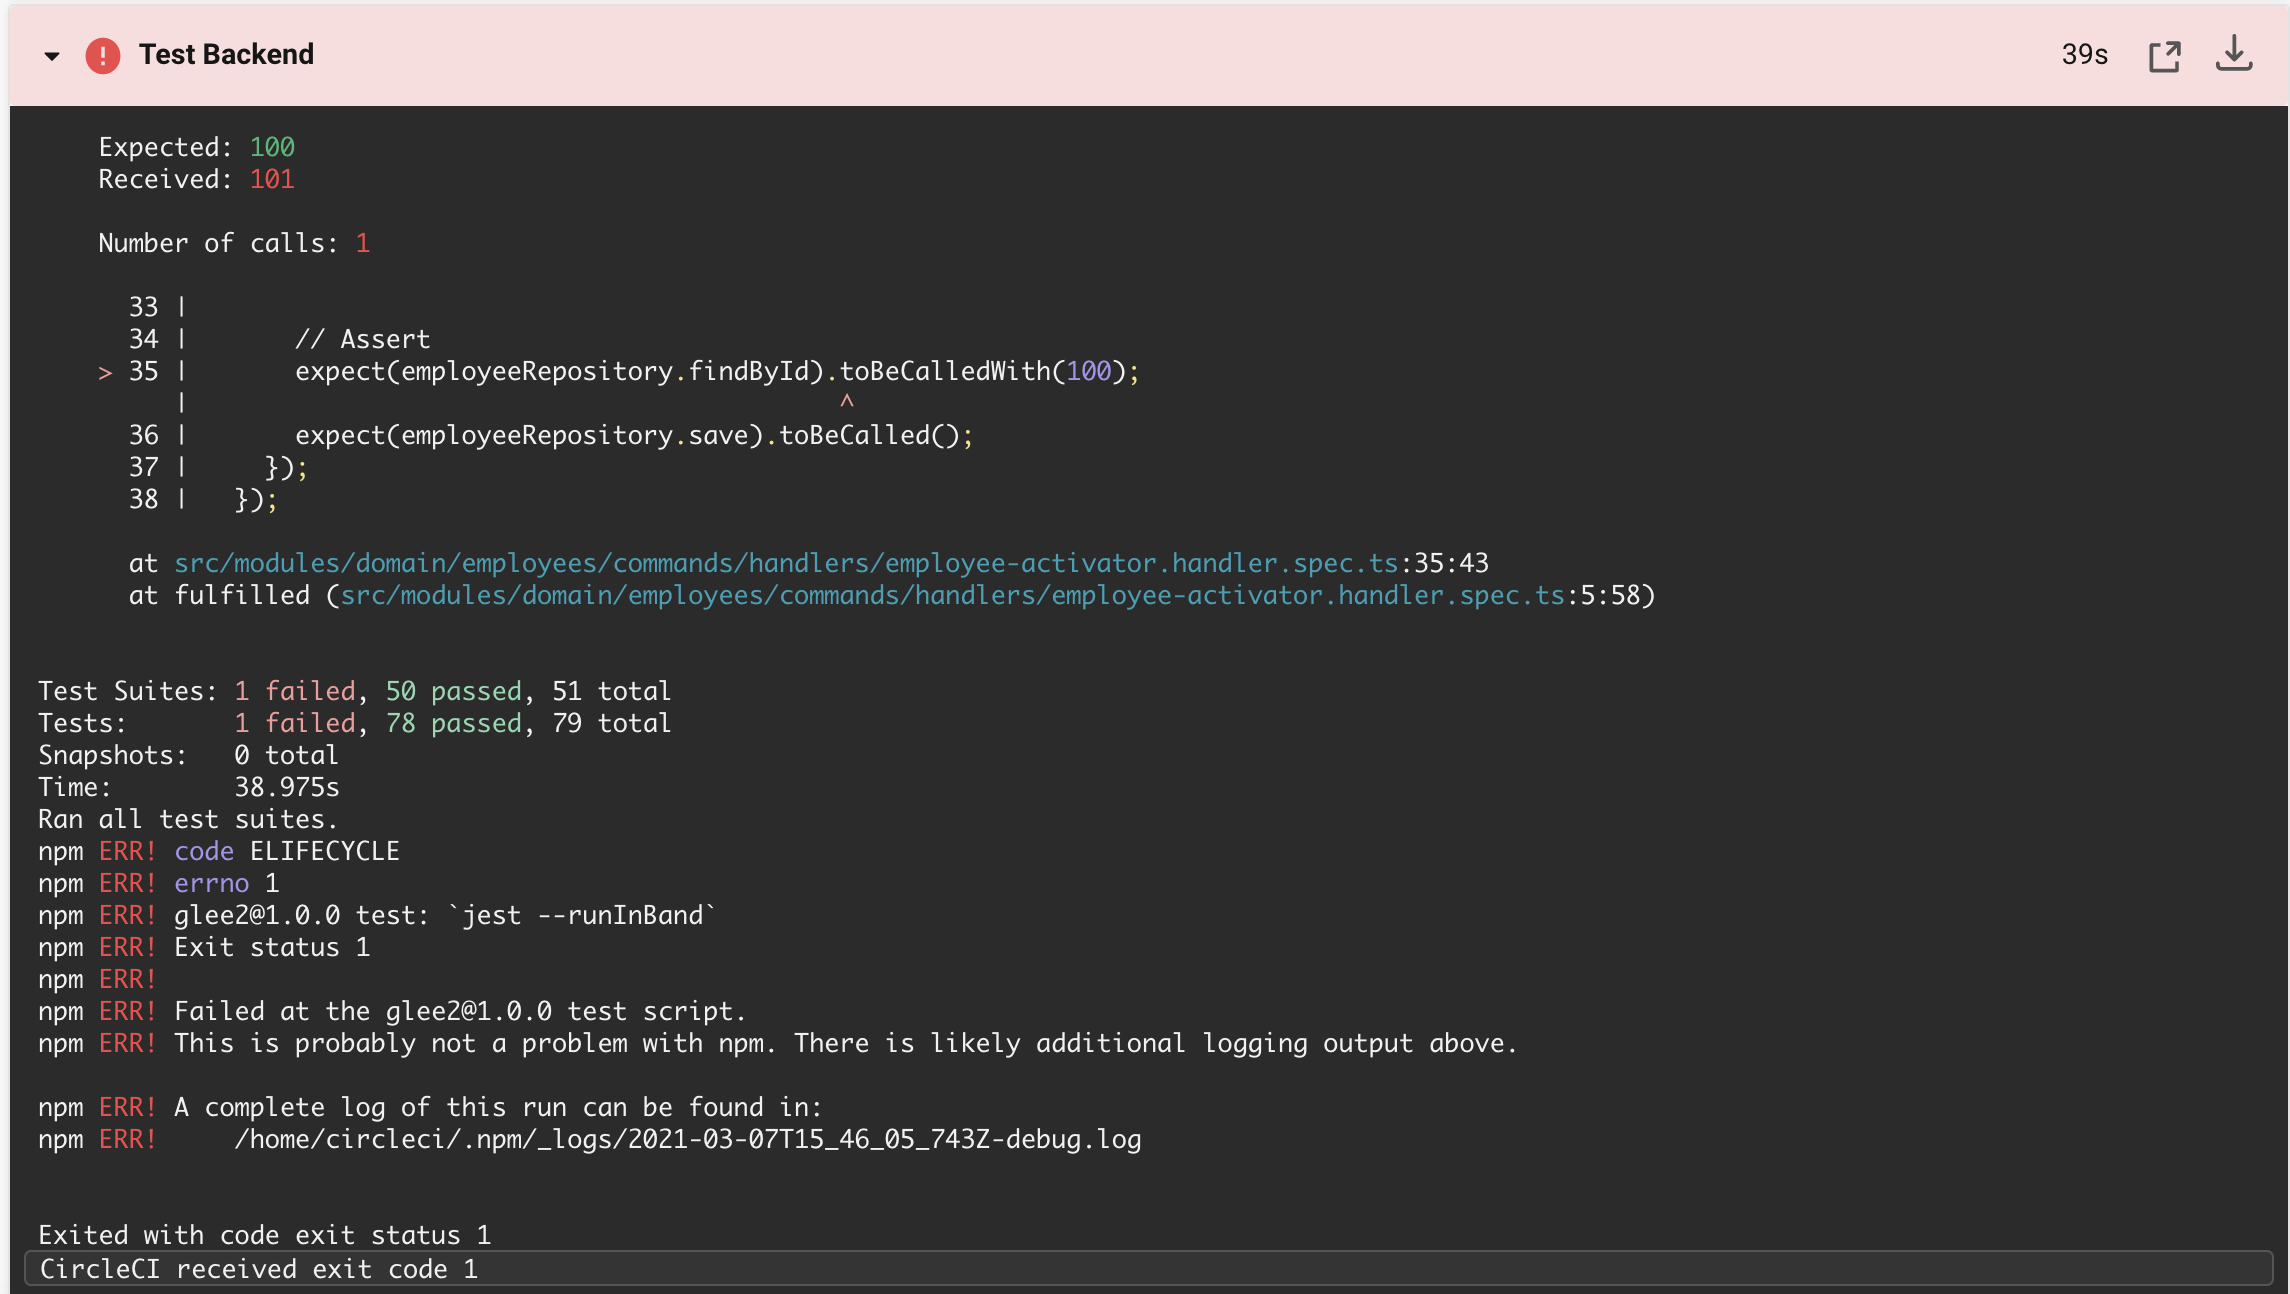 Test Backend 39s
Expected: 100
Received: 101
Number of calls: 1
33 |
34 |       // Assert
> 35 |       expect(employeeRepository.findById).toBeCalledWith(100);
|                                           ^
36 |       expect(employeeRepository.save).toBeCalled();
37 |     });
38 |   });
at src/modules/domain/employees/commands/handlers/employee-activator.handler.spec.ts:35:43
at fulfilled (src/modules/domain/employees/commands/handlers/employee-activator.handler.spec.ts:5:58)
Test Suites: 1 failed, 50 passed, 51 total
Tests:       1 failed, 78 passed, 79 total
Snapshots:   0 total
Time:        38.975s
Ran all test suites.
npm ERR! code ELIFECYCLE
npm ERR! errno 1
npm ERR! glee2@1.0.0 test: `jest --runInBand`
npm ERR! Exit status 1
npm ERR!
npm ERR! Failed at the glee2@1.0.0 test script.
npm ERR! This is probably not a problem with npm. There is likely additional logging output above.
npm ERR! A complete log of this run can be found in:
npm ERR!     /home/circleci/.npm/_logs/2021-03-07T15_46_05_743Z-debug.log
Exited with code exit status 1
CircleCI received exit code 1